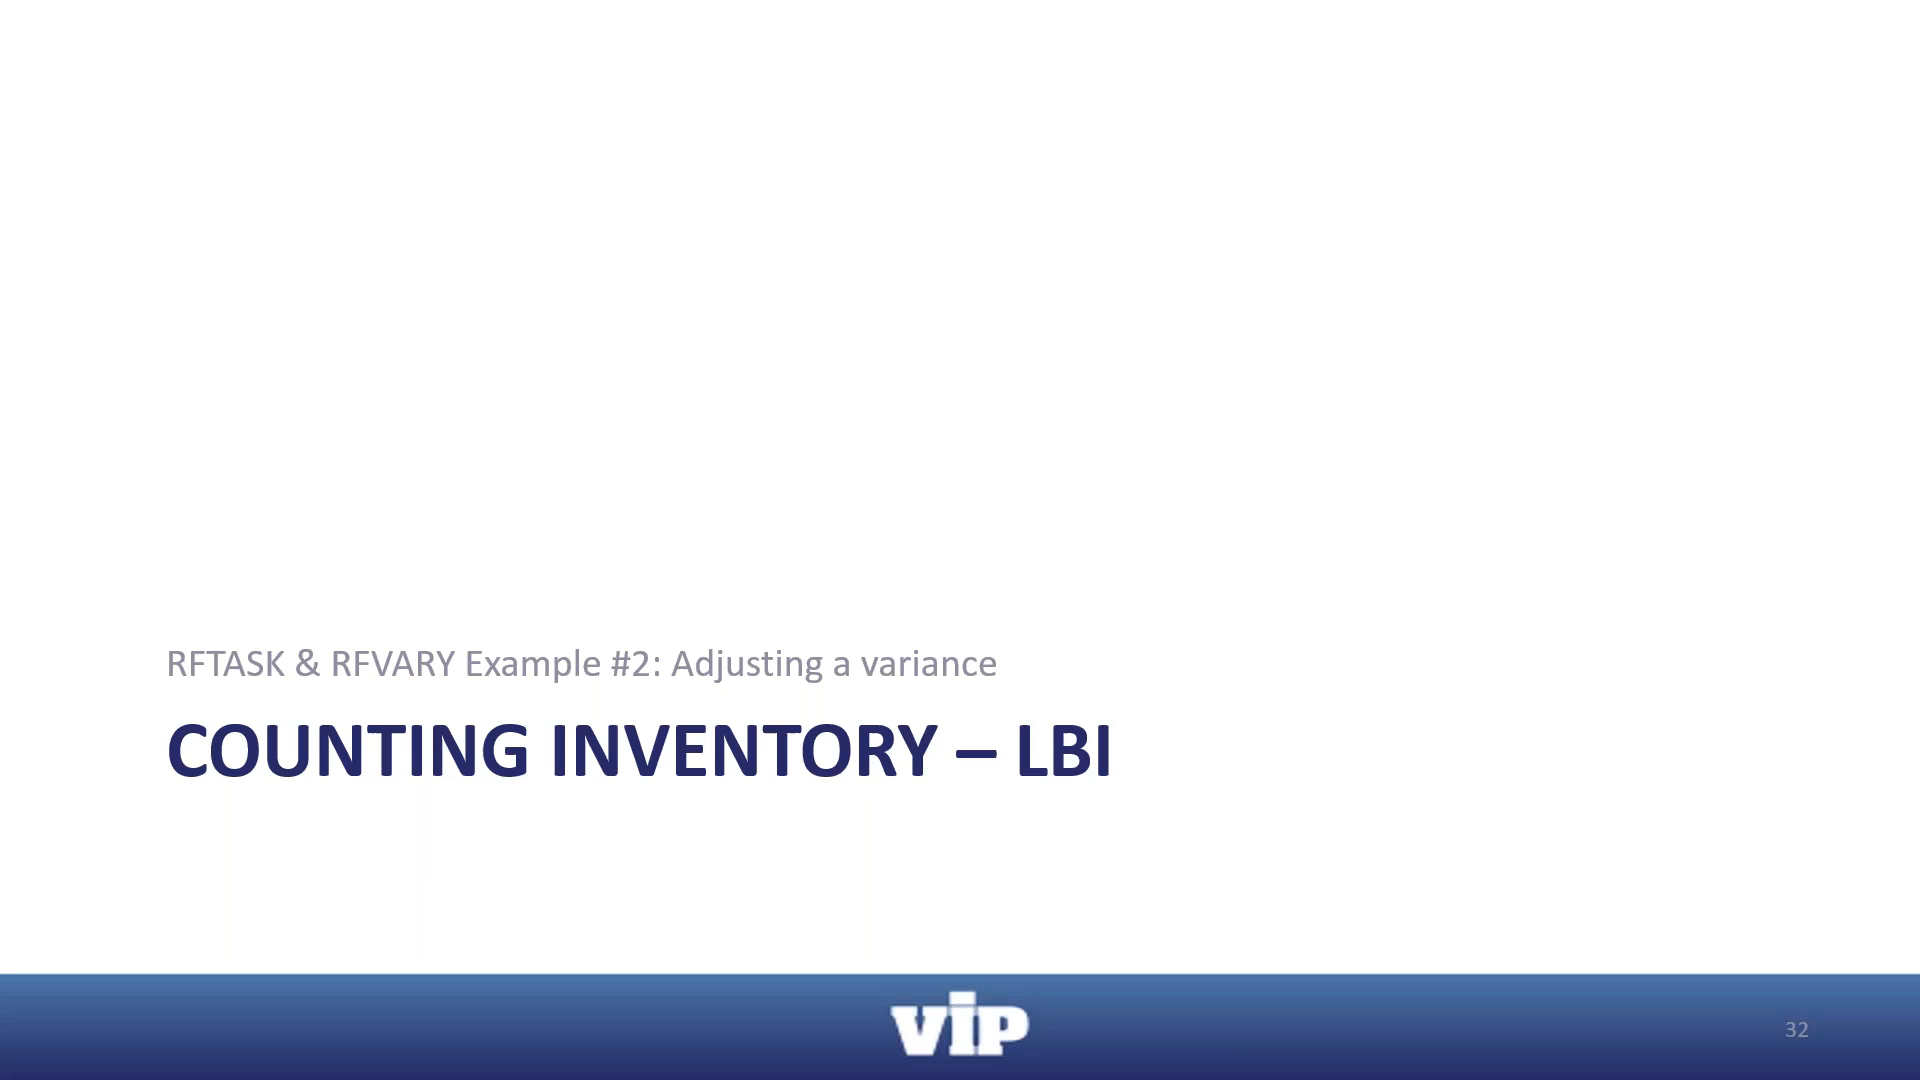 RFTASK & RFVARY Example #2: Adjusting a variance
COUNTING INVENTORY – LBI
vip
32